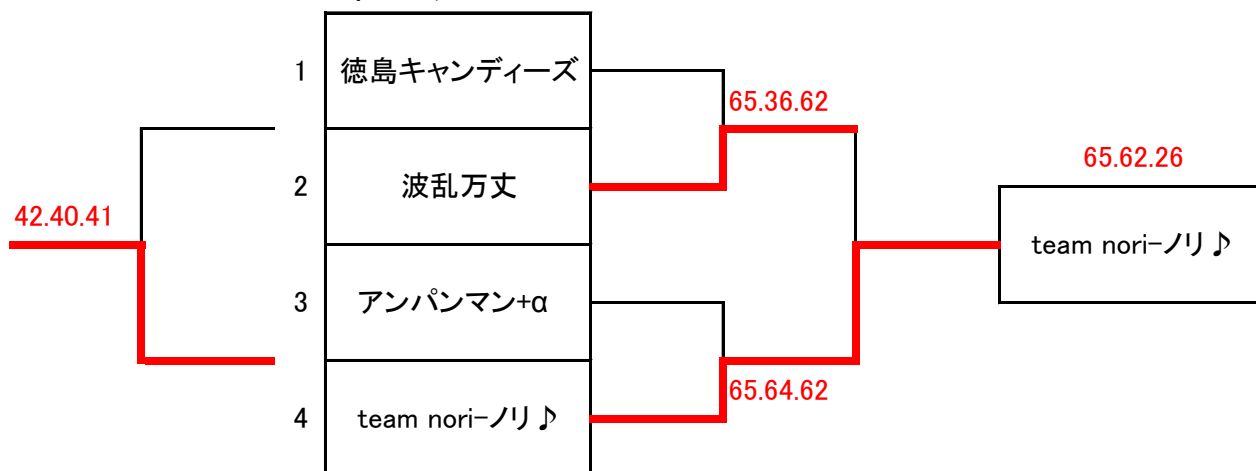 1 徳島キャンディーズ
65.36.62
65.62.26
2 波乱万丈
42.40.41
team nori-ノリ♪
3 アンパンマン+α
65.64.62
4 team nori-ノリ♪